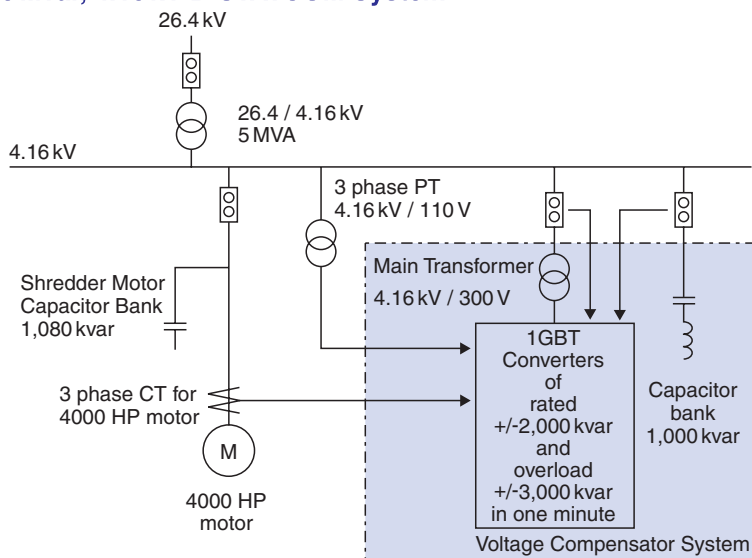 26.4 kV
26.4 / 4.16 kV
5 MVA
4.16 kV
3 phase PT
4.16 kV / 110 V
Main Transformer
4.16 kV / 300 V
Shredder Motor
Capacitor Bank
1,080 kvar
1GBT
Converters
of
rated
+/-2,000 kvar
and
overload
+/-3,000 kvar
in one minute
Capacitor
bank
1,000 kvar
3 phase CT for
4000 HP motor
M
4000 HP
motor
Voltage Compensator System